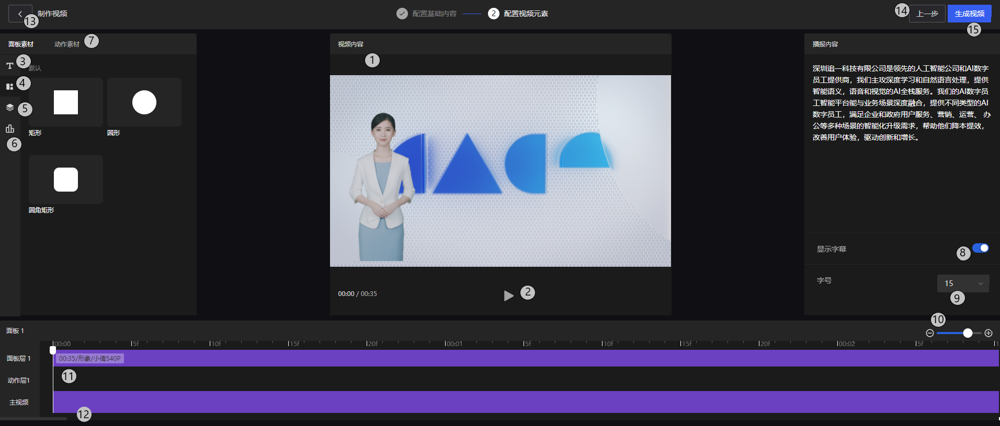 制作视频
13
配置基础内容
2 配置视频元素
14
上一步
生成视频
15
面板素材
动作素材
7
3
4
5
6
默认
矩形
圆形
圆角矩形
视频内容
1
00:00 / 00:35
2
播报内容
深圳追一科技有限公司是领先的人工智能公司和AI数字
员工提供商，我们主攻深度学习和自然语言处理，提供
智能语义，语音和视觉的AI全栈服务。我们的AI数字员
工智能平台能与业务场景深度融合，提供不同类型的AI
数字员工，满足企业和政府用户服务、营销、运营、 办
公等多种场景的智能化升级需求，帮助他们降本提效，
改善用户体验，驱动创新和增长。
显示字幕
8
字号
15
9
面板 1
10
00:00 5f 10f 15f 20f 00:01 5f 10f 15f 20f 00:02 5f 1
面板层 1
00:35/形象/小倩540P
11
动作层1
主视频
12